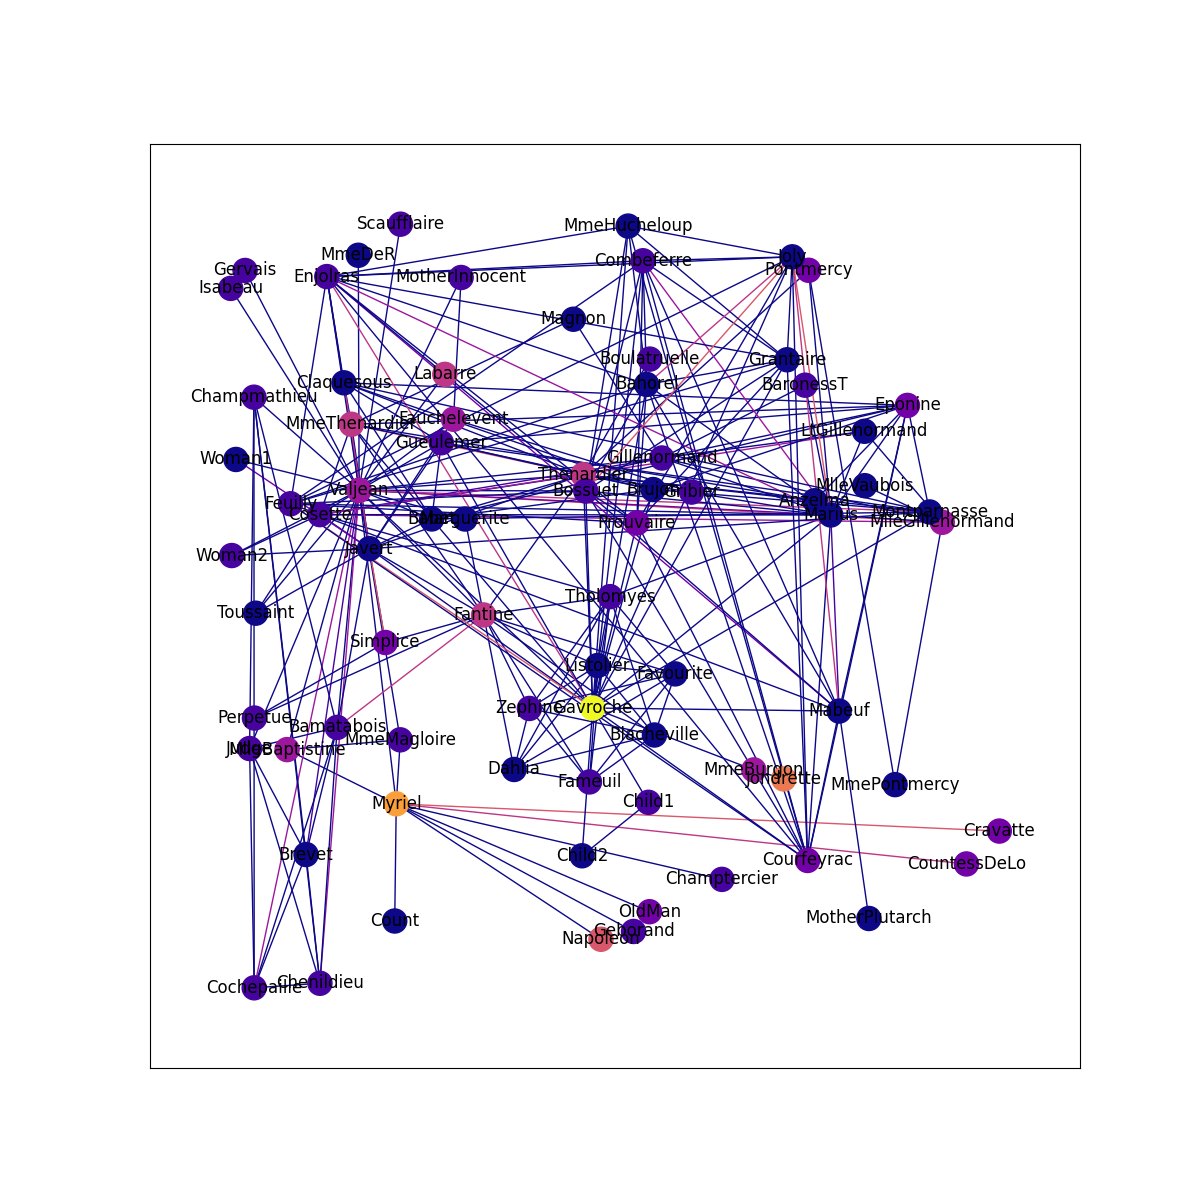 Scaufflaire
MmeHucheloup
MmeDeR
Joly
Combeferre
Gervais
Pontmercy
Enjolras
MotherInnocent
Isabeau
Magnon
Boulatruelle
Grantaire
Labarre
Claquesous
Bahorel
BaronessT
Champmathieu
Eponine
Fauchelevent
MmeThenardier
LtGillenormand
Gueulemer
Woman1
Gillenormand
Thenardier
MlleVaubois
Valjean
Bossuet
Brujon
Gribier
Anzelma
Feuilly
Montparnasse
Cosette
Marius
Babet
Marguerite
Prouvaire
MlleGillenormand
Javert
Woman2
Tholomyes
Toussaint
Fantine
Simplice
Listolier
Favourite
Zephine
Gavroche
Mabeuf
Perpetue
Bamatabois
Blacheville
MmeMagloire
Judge
MlleBaptistine
Dahlia
MmeBurgon
Jondrette
Fameuil
MmePontmercy
Myriel
Child1
Cravatte
Brevet
Child2
Courfeyrac
CountessDeLo
Champtercier
OldMan
MotherPlutarch
Count
Geborand
Napoleon
Chenildieu
Cochepaille